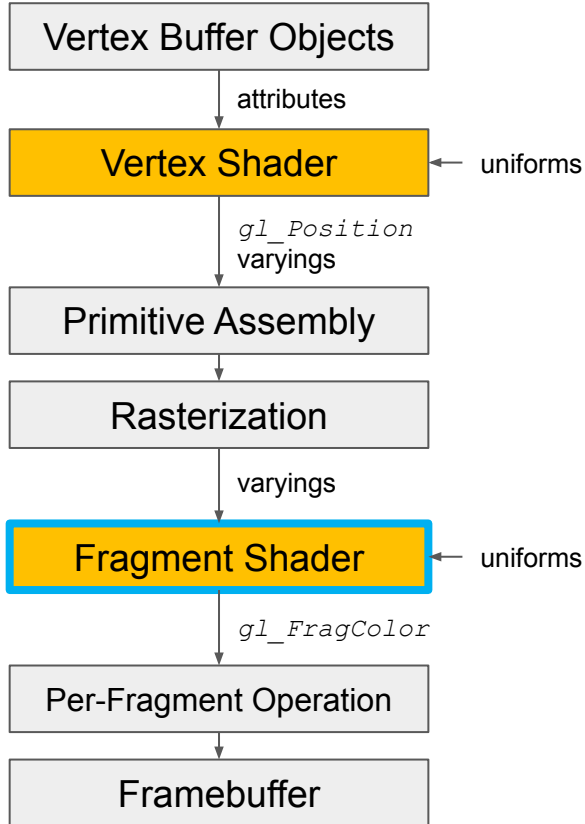 Vertex Buffer Objects
attributes
Vertex Shader
uniforms
gl_Position
varyings
Primitive Assembly
Rasterization
varyings
Fragment Shader
uniforms
gl_FragColor
Per-Fragment Operation
Framebuffer